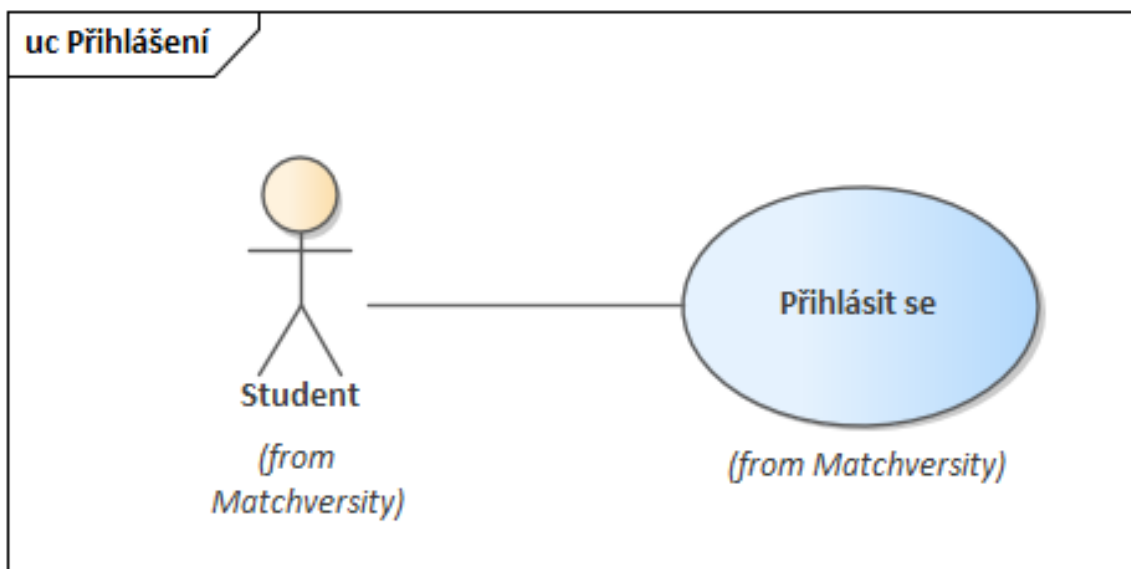 uc Přihlášení
Přihlásit se
Student
(from
Matchversity)
(from Matchversity)